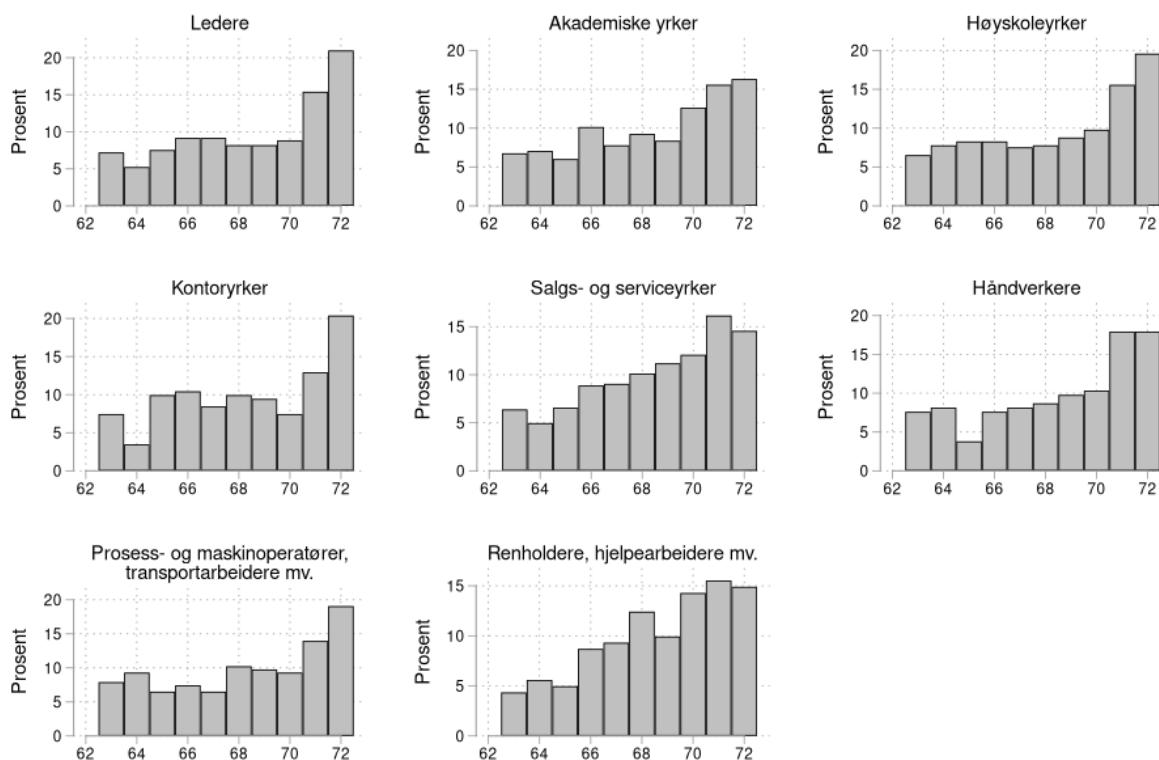 Ledere
Prosent
20
15
10
5
0
62 64 66 68 70 72
Akademiske yrker
Prosent
20
15
10
5
0
62 64 66 68 70 72
Høyskoleyrker
Prosent
20
15
10
5
0
62 64 66 68 70 72
Kontoryrker
Prosent
20
15
10
5
0
62 64 66 68 70 72
Salgs- og serviceyrker
Prosent
15
10
5
0
62 64 66 68 70 72
Håndverkere
Prosent
20
15
10
5
0
62 64 66 68 70 72
Prosess- og maskinoperatører,
transportarbeidere mv.
Prosent
20
15
10
5
0
62 64 66 68 70 72
Renholdere, hjelpearbeidere mv.
Prosent
15
10
5
0
62 64 66 68 70 72